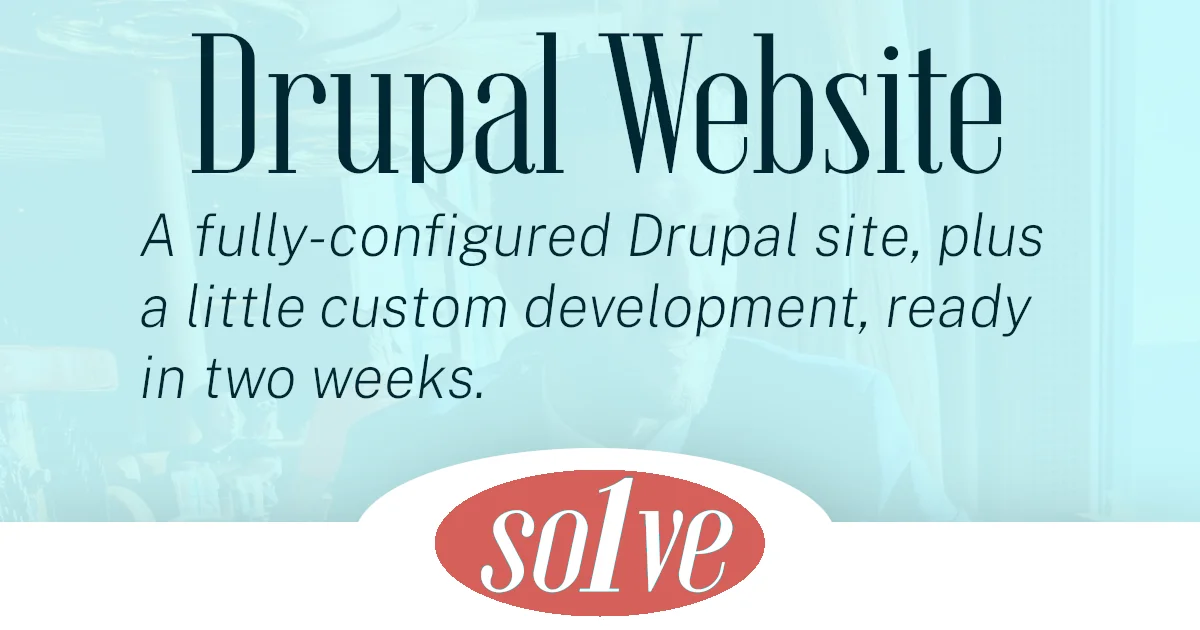 Drupal Website
A fully-configured Drupal site, plus
a little custom development, ready
in two weeks.
so1ve